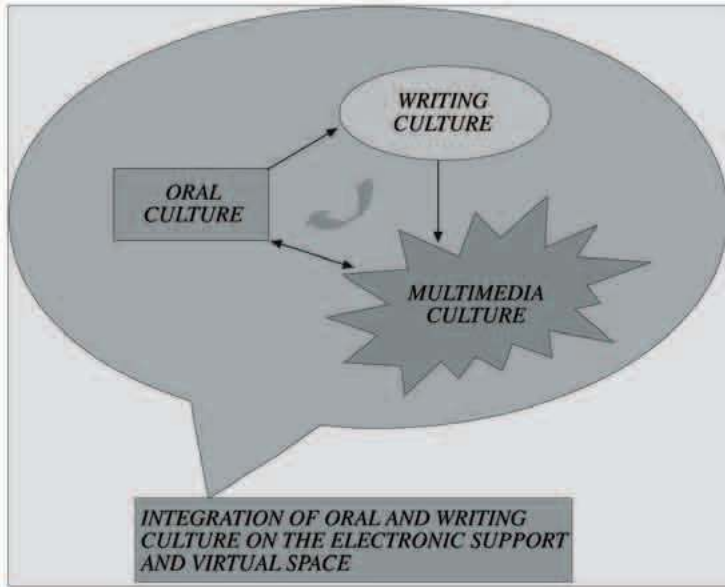 WRITING
CULTURE
ORAL
CULTURE
MULTIMEDIA
CULTURE
INTEGRATION OF ORAL AND WRITING
CULTURE ON THE ELECTRONIC SUPPORT
AND VIRTUAL SPACE